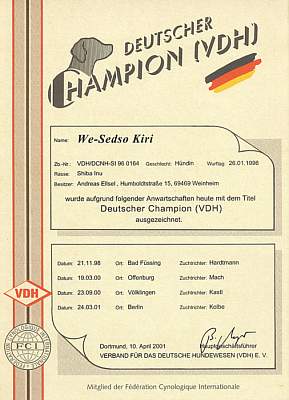 DEUTSCHER
CHAMPION (VDH)
Name: We-Sedso Kiri
Zb.-Nr.: VDH/DCNH-SI 96 0164 Geschlecht: Hündin Wurftag: 26.01.1996
Rasse: Shiba Inu
Besitzer: Andreas Ellsel, Humboldtstraße 15, 69469 Weinheim
wurde aufgrund folgender Anwartschaften heute mit dem Titel
Deutscher Champion (VDH)
ausgezeichnet.
Datum: 21.11.98 Ort: Bad Füssing Zuchtrichter: Hardtmann
Datum: 19.03.00 Ort: Offenburg Zuchtrichter: Mach
Datum: 23.09.00 Ort: Völklingen Zuchtrichter: Kastl
Datum: 24.03.01 Ort: Berlin Zuchtrichter: Kolbe
VDH
FCI
Dortmund, 10. April 2001 Hauptgeschäftsführer
VERBAND FÜR DAS DEUTSCHE HUNDEWESEN (VDH) E. V.
Mitglied der Fédération Cynologique Internationale